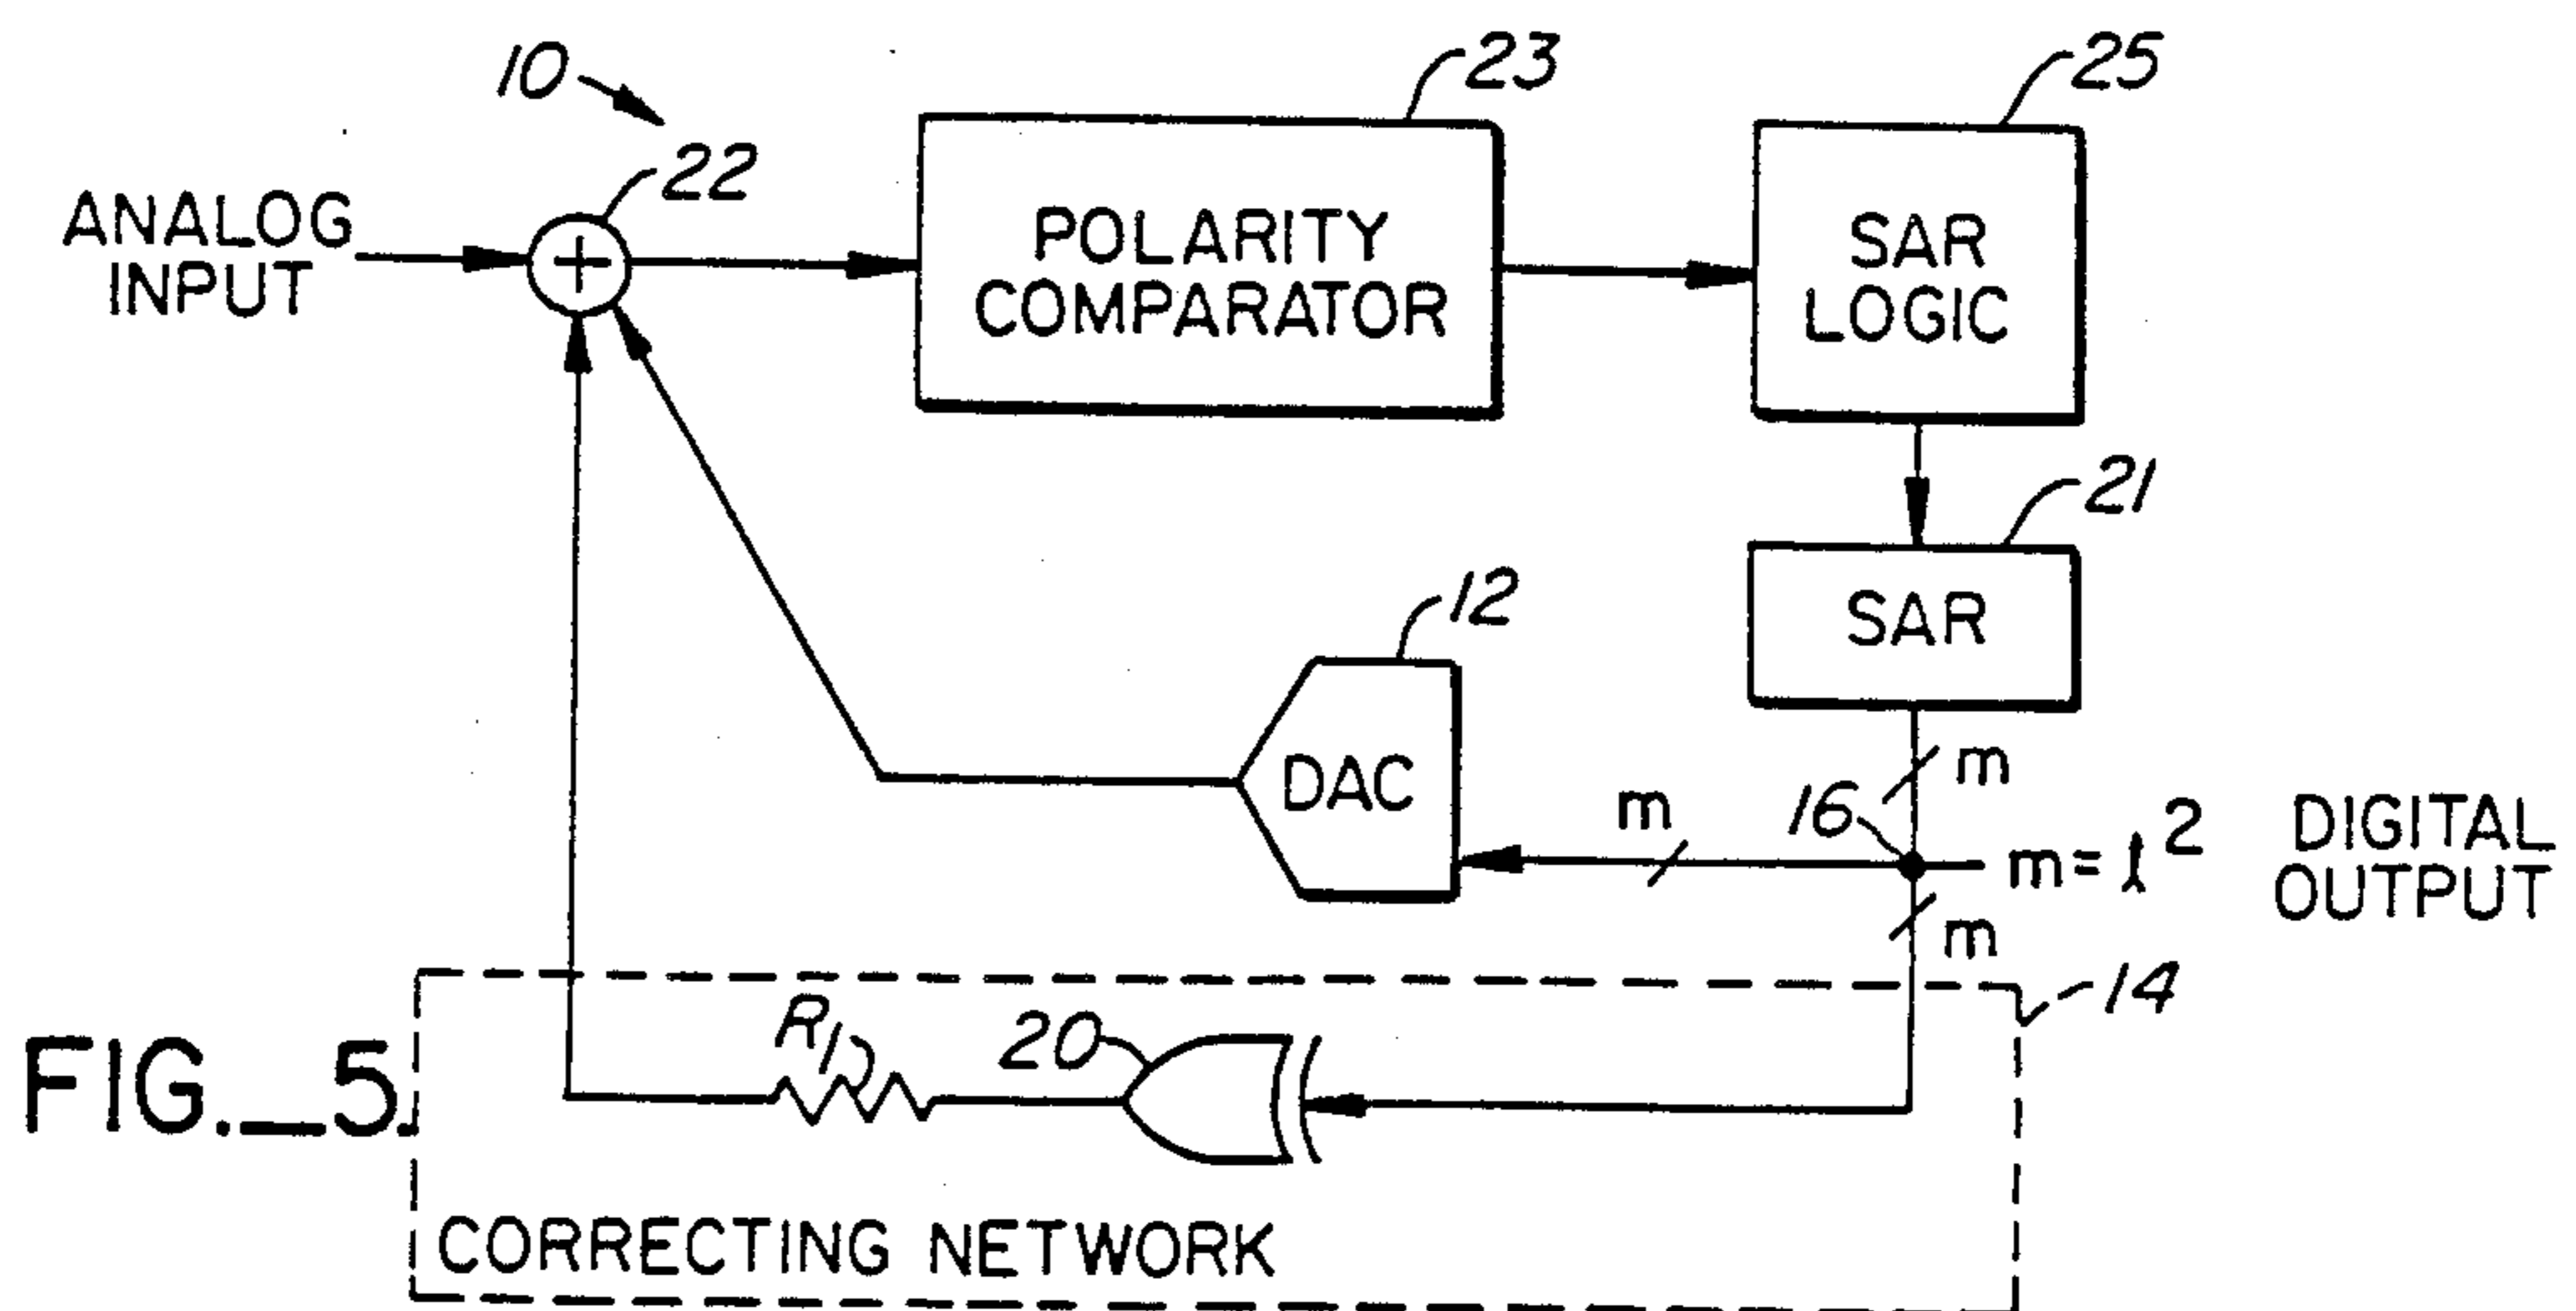 10
22
23
25
ANALOG
INPUT
POLARITY
COMPARATOR
SAR
LOGIC
21
SAR
12
DAC
m
m
16
m = l²
DIGITAL
OUTPUT
m
14
R1
20
FIG._5.
CORRECTING NETWORK